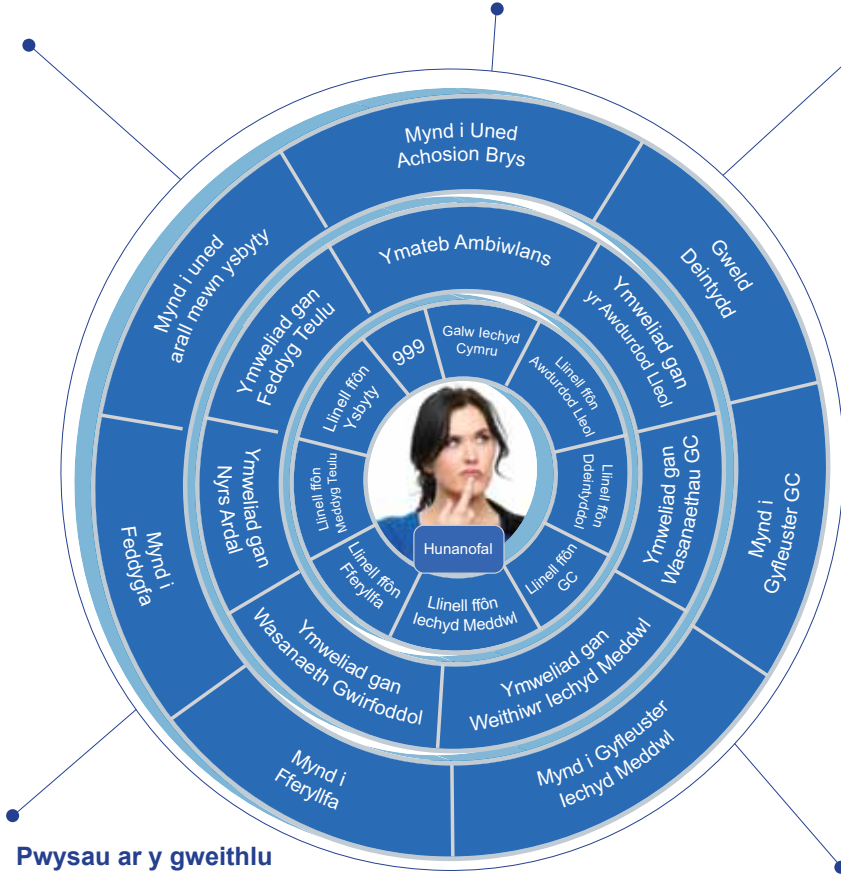 Mynd i Uned
Achosion Brys
Gweld
Deintydd
Mynd i
Gyfleuster GC
Mynd i Gyfleuster
Iechyd Meddwl
Mynd i
Fferyllfa
Mynd i
Feddygfa
Mynd i uned
arall mewn ysbyty
Ymateb Ambiwlans
Ymweliad gan
yr Awdurdod Lleol
Ymweliad gan
Wasanaethau GC
Ymweliad gan
Weithiwr Iechyd Meddwl
Ymweliad gan
Wasanaeth Gwirfoddol
Ymweliad gan
Nyrs Ardal
Ymweliad gan
Feddyg Teulu
999
Galw Iechyd
Cymru
Llinell ffôn
Awdurdod Lleol
Llinell ffôn
Ddeintyddol
Llinell ffôn
GC
Llinell ffôn
Iechyd Meddwl
Llinell ffôn
Fferyllfa
Llinell ffôn
Meddyg Teulu
Llinell ffôn
Ysbyty
Hunanofal
Pwysau ar y gweithlu